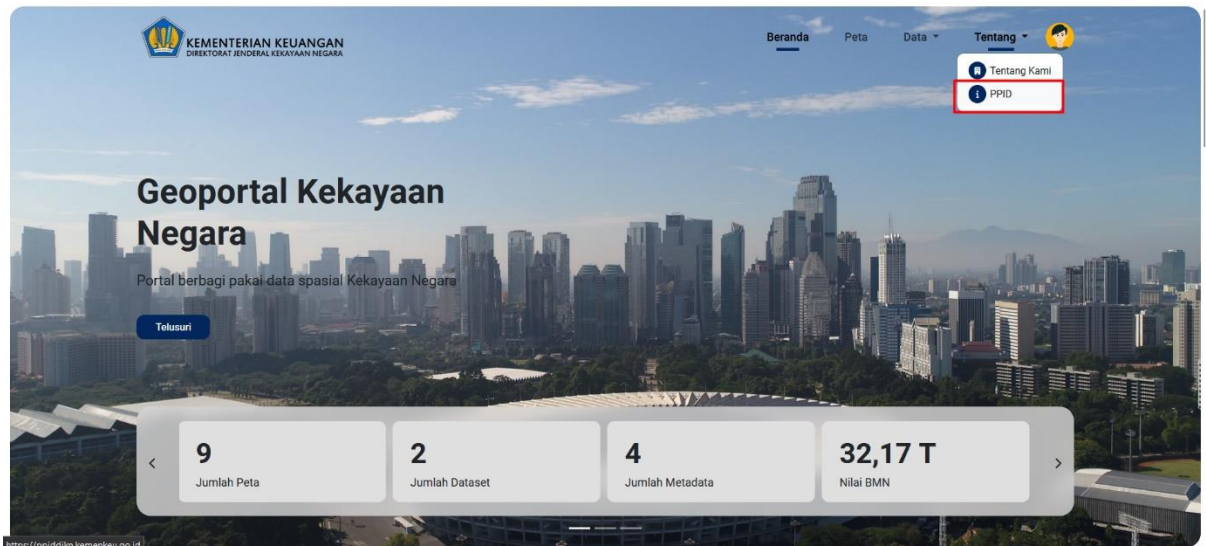 KEMENTERIAN KEUANGAN
DIREKTORAT JENDERAL KEKAYAAN NEGARA
Beranda
Peta
Data
Tentang
Tentang Kami
PPID
Geoportal Kekayaan
Negara
Portal berbagi pakai data spasial Kekayaan Negara
Telusuri
9
Jumlah Peta
2
Jumlah Dataset
4
Jumlah Metadata
32,17 T
Nilai BMN